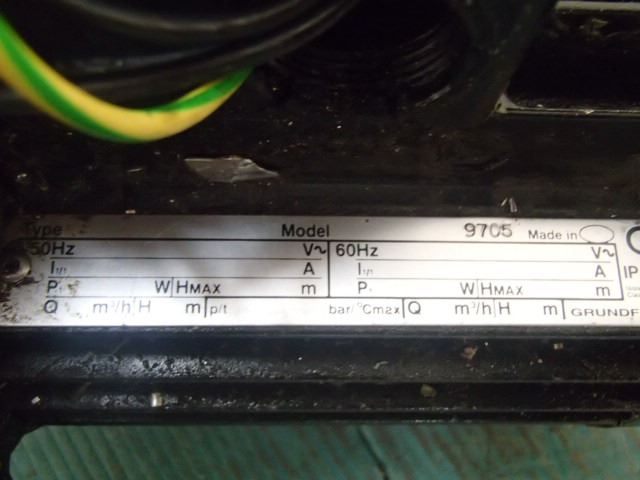 Type Model 9705 Made in
50Hz V~ 60Hz V~
I1/1 A I1/1 A IP
P1 W HMAX m P1 W HMAX m
Q m³/h H m p/t bar/°Cmax Q m³/h H m GRUNDF